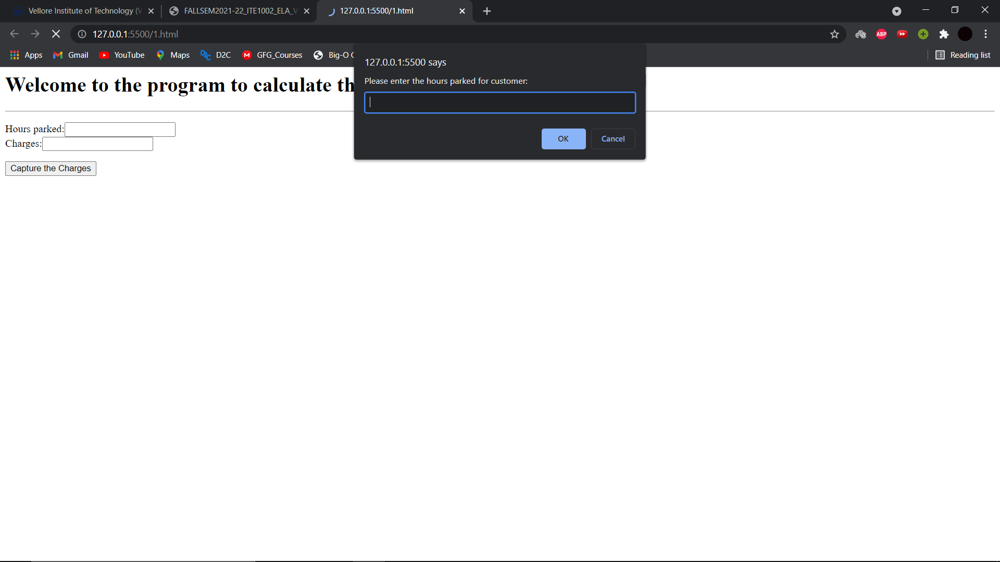 Vellore Institute of Technology (V
FALLSEM2021-22_ITE1002_ELA_V
127.0.0.1:5500/1.html
127.0.0.1:5500/1.html
ABP
Apps
Gmail
YouTube
Maps
D2C
M GFG_Courses
Big-O
Reading list
127.0.0.1:5500 says
Please enter the hours parked for customer:
OK
Cancel
Welcome to the program to calculate th
Hours parked:
Charges:
Capture the Charges